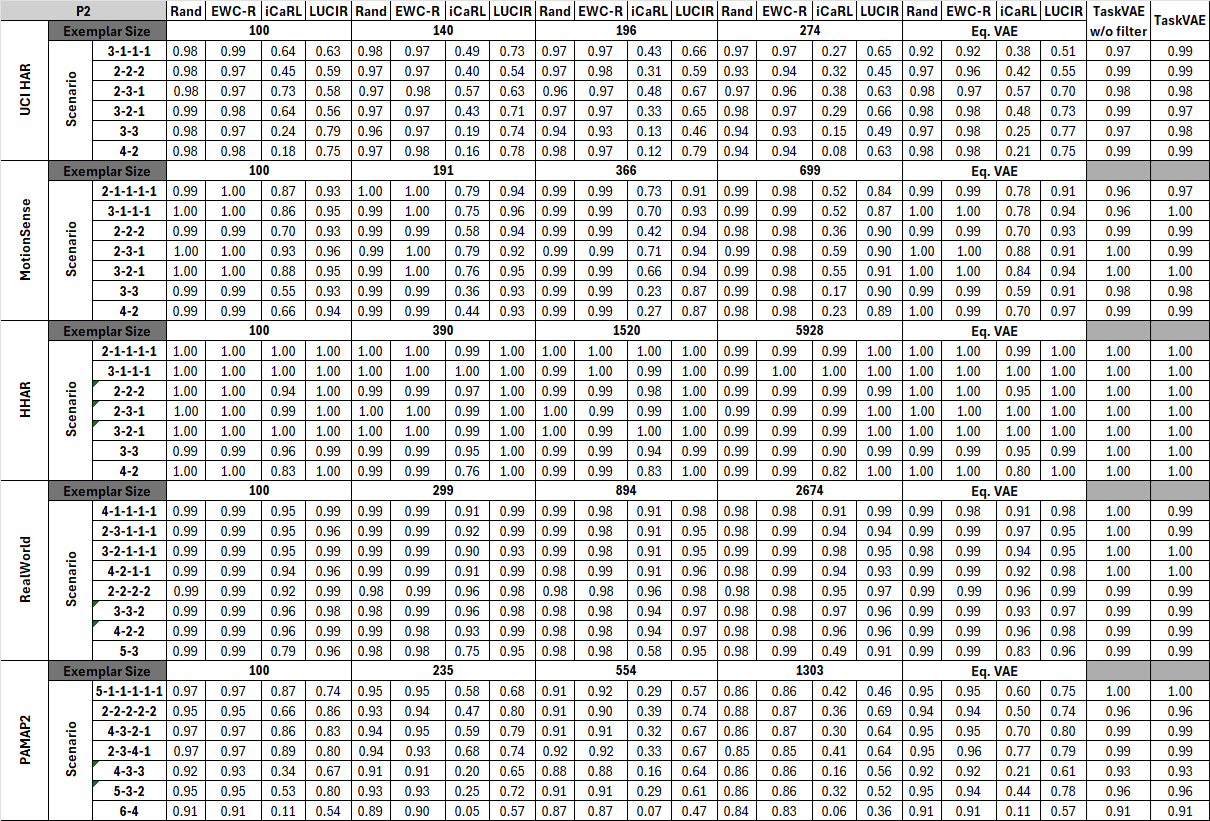 P2 Rand EWC-R iCaRL LUCIR Rand EWC-R iCaRL LUCIR Rand EWC-R iCaRL LUCIR Rand EWC-R iCaRL LUCIR Rand EWC-R iCaRL LUCIR TaskVAE w/o filter TaskVAE
UCI HAR
Exemplar Size 100 140 196 274 Eq. VAE
Scenario
3-1-1-1 0.98 0.99 0.64 0.63 0.98 0.97 0.49 0.73 0.97 0.97 0.43 0.66 0.97 0.97 0.27 0.65 0.92 0.92 0.38 0.51 0.97 0.99
2-2-2 0.98 0.97 0.45 0.59 0.97 0.97 0.40 0.54 0.97 0.98 0.31 0.59 0.93 0.94 0.32 0.45 0.97 0.96 0.42 0.55 0.99 0.99
2-3-1 0.98 0.97 0.73 0.58 0.97 0.98 0.57 0.63 0.96 0.97 0.48 0.67 0.97 0.96 0.38 0.63 0.98 0.97 0.57 0.70 0.98 0.98
3-2-1 0.99 0.98 0.64 0.56 0.97 0.97 0.43 0.71 0.97 0.97 0.33 0.65 0.98 0.97 0.29 0.66 0.98 0.98 0.48 0.73 0.99 0.97
3-3 0.98 0.97 0.24 0.79 0.96 0.97 0.19 0.74 0.94 0.93 0.13 0.46 0.94 0.93 0.15 0.49 0.97 0.98 0.25 0.77 0.97 0.98
4-2 0.98 0.98 0.18 0.75 0.97 0.98 0.16 0.78 0.98 0.97 0.12 0.79 0.94 0.94 0.08 0.63 0.98 0.98 0.21 0.75 0.99 0.99
MotionSense
Exemplar Size 100 191 366 699 Eq. VAE
Scenario
2-1-1-1-1 0.99 1.00 0.87 0.93 1.00 1.00 0.79 0.94 0.99 0.99 0.73 0.91 0.99 0.98 0.52 0.84 0.99 0.99 0.78 0.91 0.96 0.97
3-1-1-1 1.00 1.00 0.86 0.95 0.99 1.00 0.75 0.96 0.99 0.99 0.70 0.93 0.99 0.99 0.52 0.87 1.00 1.00 0.78 0.94 0.96 1.00
2-2-2 0.99 0.99 0.70 0.93 0.99 0.99 0.58 0.94 0.99 0.99 0.42 0.94 0.98 0.98 0.36 0.90 0.99 0.99 0.70 0.93 0.99 0.99
2-3-1 1.00 1.00 0.93 0.96 0.99 1.00 0.79 0.92 0.99 0.99 0.71 0.94 0.99 0.98 0.59 0.90 1.00 1.00 0.88 0.91 1.00 0.99
3-2-1 1.00 1.00 0.88 0.95 0.99 1.00 0.76 0.95 0.99 0.99 0.66 0.94 0.99 0.98 0.55 0.91 1.00 1.00 0.84 0.94 1.00 1.00
3-3 0.99 0.99 0.55 0.93 0.99 0.99 0.36 0.93 0.99 0.99 0.23 0.87 0.99 0.98 0.17 0.90 0.99 0.99 0.59 0.91 0.98 0.98
4-2 0.99 0.99 0.66 0.94 0.99 0.99 0.44 0.93 0.99 0.99 0.27 0.87 0.98 0.98 0.23 0.89 1.00 0.99 0.70 0.97 0.99 0.99
HHAR
Exemplar Size 100 390 1520 5928 Eq. VAE
Scenario
2-1-1-1-1 1.00 1.00 1.00 1.00 1.00 1.00 0.99 1.00 1.00 1.00 1.00 1.00 0.99 0.99 0.99 1.00 1.00 1.00 0.99 1.00 1.00 1.00
3-1-1-1 1.00 1.00 1.00 1.00 1.00 1.00 1.00 1.00 0.99 1.00 0.99 1.00 0.99 1.00 1.00 1.00 1.00 1.00 1.00 1.00 1.00 1.00
2-2-2 1.00 1.00 0.94 1.00 0.99 0.99 0.97 1.00 0.99 0.99 0.98 1.00 0.99 0.99 0.99 0.99 1.00 1.00 0.95 1.00 1.00 1.00
2-3-1 1.00 1.00 0.99 1.00 1.00 1.00 0.99 1.00 1.00 0.99 0.99 1.00 0.99 0.99 0.99 1.00 1.00 1.00 0.99 1.00 1.00 1.00
3-2-1 1.00 1.00 1.00 1.00 1.00 1.00 0.99 1.00 1.00 0.99 1.00 1.00 0.99 0.99 0.99 1.00 1.00 1.00 0.99 1.00 1.00 1.00
3-3 0.99 0.99 0.96 0.99 0.99 0.99 0.95 1.00 0.99 0.99 0.94 0.99 0.99 0.99 0.90 0.99 0.99 0.99 0.95 0.99 1.00 1.00
4-2 1.00 1.00 0.83 1.00 0.99 0.99 0.76 1.00 0.99 0.99 0.83 1.00 0.99 0.99 0.82 1.00 1.00 1.00 0.80 1.00 1.00 1.00
RealWorld
Exemplar Size 100 299 894 2674 Eq. VAE
Scenario
4-1-1-1-1 0.99 0.99 0.95 0.99 0.99 0.99 0.91 0.99 0.99 0.98 0.91 0.98 0.98 0.98 0.91 0.99 0.99 0.98 0.91 0.98 1.00 0.99
2-3-1-1-1 0.99 0.99 0.95 0.96 0.99 0.99 0.92 0.99 0.99 0.98 0.91 0.95 0.98 0.99 0.94 0.94 0.99 0.99 0.97 0.95 1.00 0.99
3-2-1-1-1 0.99 0.99 0.95 0.99 0.99 0.99 0.90 0.93 0.99 0.98 0.91 0.95 0.99 0.99 0.98 0.95 0.98 0.99 0.94 0.95 1.00 1.00
4-2-1-1 0.99 0.99 0.94 0.96 0.99 0.99 0.91 0.99 0.98 0.99 0.91 0.96 0.98 0.99 0.94 0.93 0.99 0.99 0.92 0.98 1.00 1.00
2-2-2-2 0.99 0.99 0.92 0.99 0.98 0.99 0.96 0.98 0.98 0.98 0.96 0.98 0.98 0.98 0.95 0.97 0.99 0.99 0.96 0.99 0.99 0.99
3-3-2 0.99 0.99 0.96 0.98 0.98 0.99 0.96 0.98 0.98 0.98 0.94 0.97 0.98 0.98 0.97 0.96 0.99 0.99 0.93 0.97 0.99 0.99
4-2-2 0.99 0.99 0.96 0.99 0.99 0.98 0.93 0.99 0.98 0.98 0.94 0.97 0.98 0.98 0.96 0.96 0.99 0.99 0.96 0.98 0.99 0.99
5-3 0.99 0.99 0.79 0.96 0.98 0.98 0.75 0.95 0.98 0.98 0.58 0.95 0.98 0.99 0.49 0.91 0.99 0.99 0.83 0.96 0.99 0.99
PAMAP2
Exemplar Size 100 235 554 1303 Eq. VAE
Scenario
5-1-1-1-1-1 0.97 0.97 0.87 0.74 0.95 0.95 0.58 0.68 0.91 0.92 0.29 0.57 0.86 0.86 0.42 0.46 0.95 0.95 0.60 0.75 1.00 1.00
2-2-2-2-2 0.95 0.95 0.66 0.86 0.93 0.94 0.47 0.80 0.91 0.90 0.39 0.74 0.88 0.87 0.36 0.69 0.94 0.94 0.50 0.74 0.96 0.96
4-3-2-1 0.97 0.97 0.86 0.83 0.94 0.95 0.59 0.79 0.91 0.91 0.32 0.67 0.86 0.87 0.30 0.64 0.95 0.95 0.70 0.80 0.99 0.99
2-3-4-1 0.97 0.97 0.89 0.80 0.94 0.93 0.68 0.74 0.92 0.92 0.33 0.67 0.85 0.85 0.41 0.64 0.95 0.96 0.77 0.79 0.99 0.99
4-3-3 0.92 0.93 0.34 0.67 0.91 0.91 0.20 0.65 0.88 0.88 0.16 0.64 0.86 0.86 0.16 0.56 0.92 0.92 0.21 0.61 0.93 0.93
5-3-2 0.95 0.95 0.53 0.80 0.93 0.93 0.25 0.72 0.91 0.91 0.29 0.61 0.86 0.86 0.32 0.52 0.95 0.94 0.44 0.78 0.96 0.96
6-4 0.91 0.91 0.11 0.54 0.89 0.90 0.05 0.57 0.87 0.87 0.07 0.47 0.84 0.83 0.06 0.36 0.91 0.91 0.11 0.57 0.91 0.91